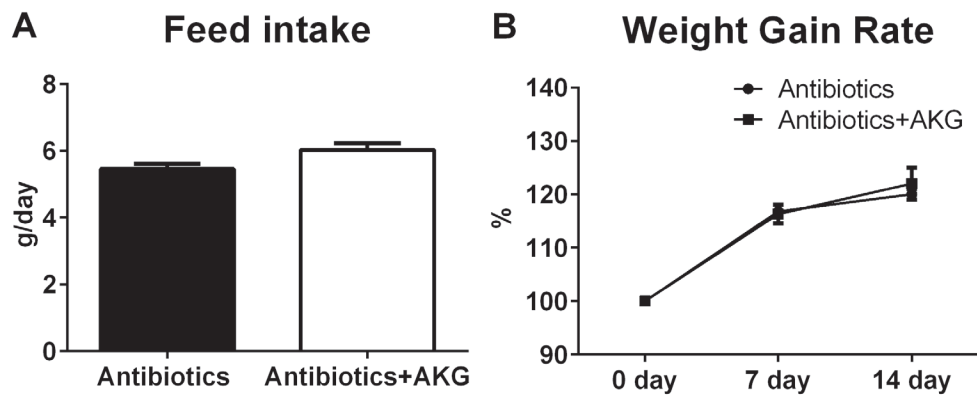 A Feed intake
g/day
8
6
4
2
0
Antibiotics Antibiotics+AKG
B Weight Gain Rate
Antibiotics
Antibiotics+AKG
%
140
130
120
110
100
90
0 day 7 day 14 day